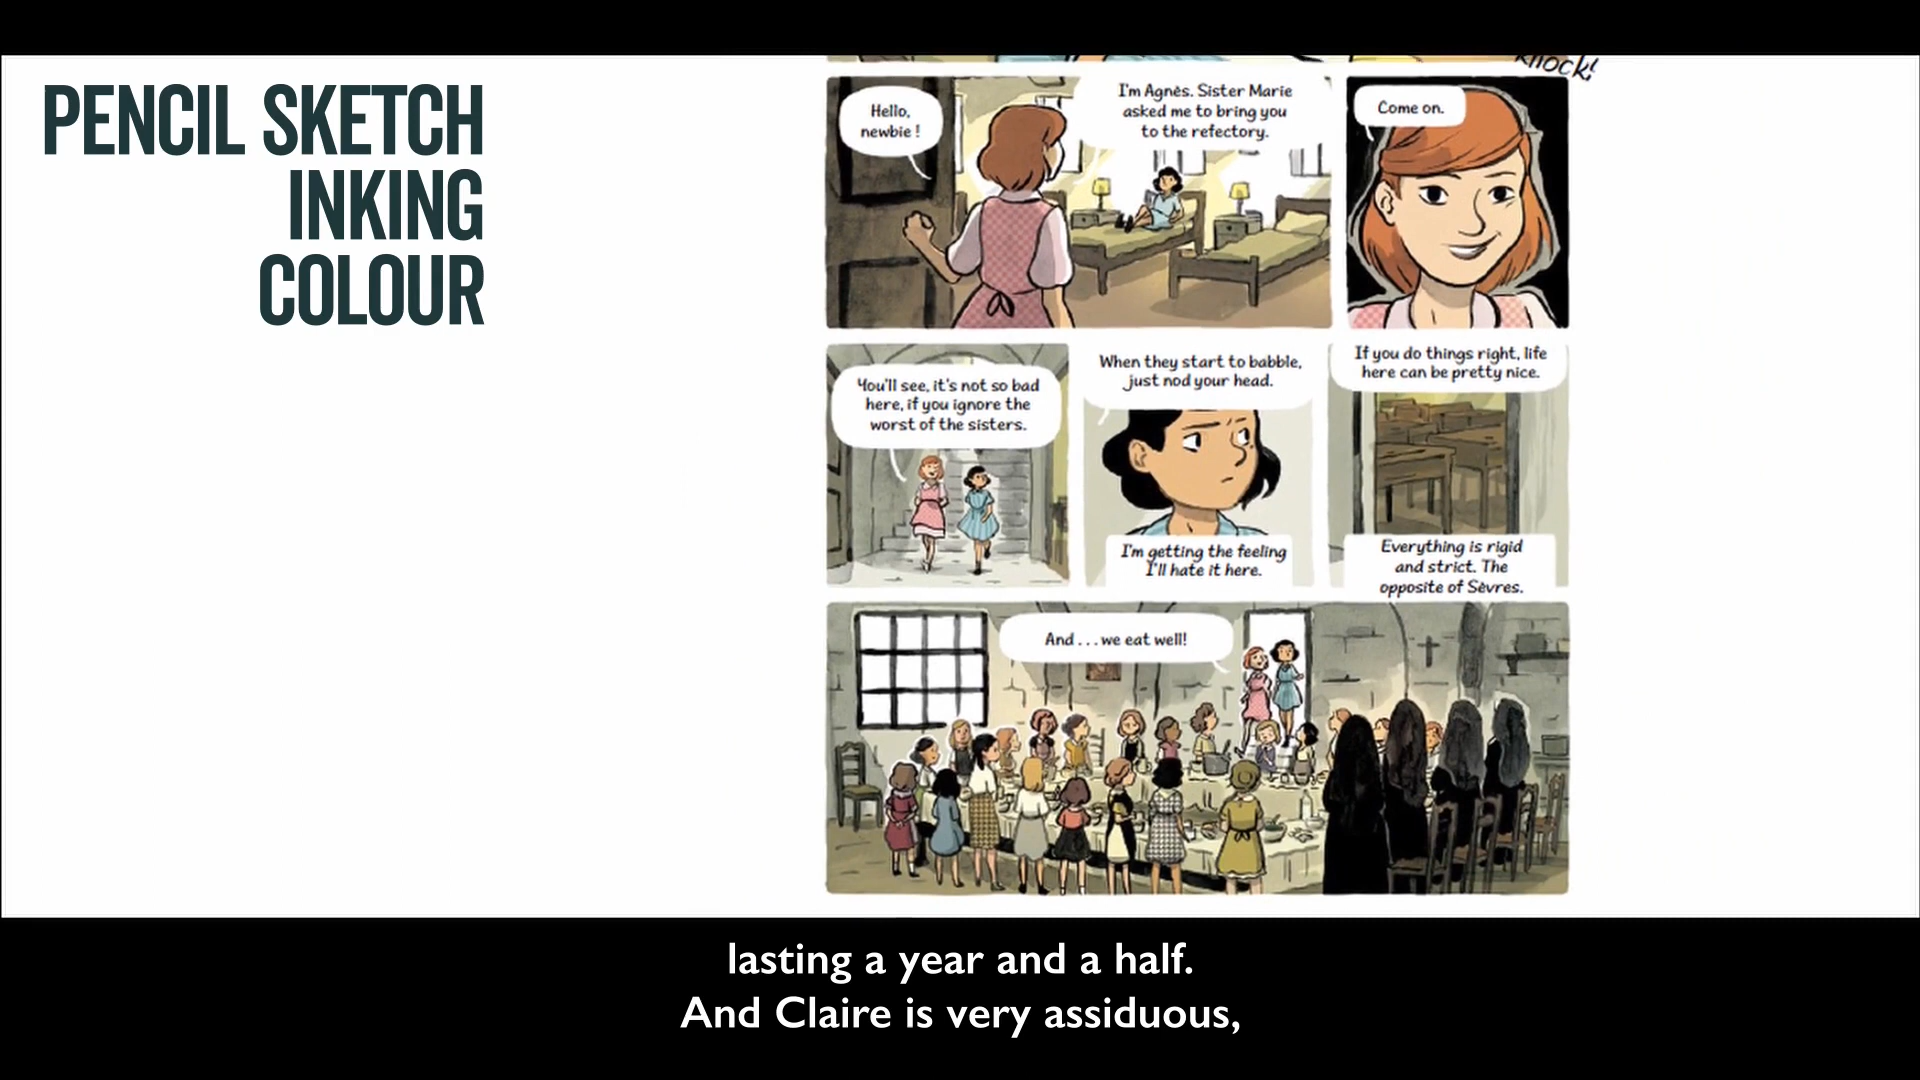 PENCIL SKETCH
INKING
COLOUR
knock!
Hello,
newbie !
I'm Agnès. Sister Marie
asked me to bring you
to the refectory.
Come on.
You'll see, it's not so bad
here, if you ignore the
worst of the sisters.
When they start to babble,
just nod your head.
I'm getting the feeling
I'll hate it here.
If you do things right, life
here can be pretty nice.
Everything is rigid
and strict. The
opposite of Sèvres.
And . . . we eat well!
lasting a year and a half.
And Claire is very assiduous,